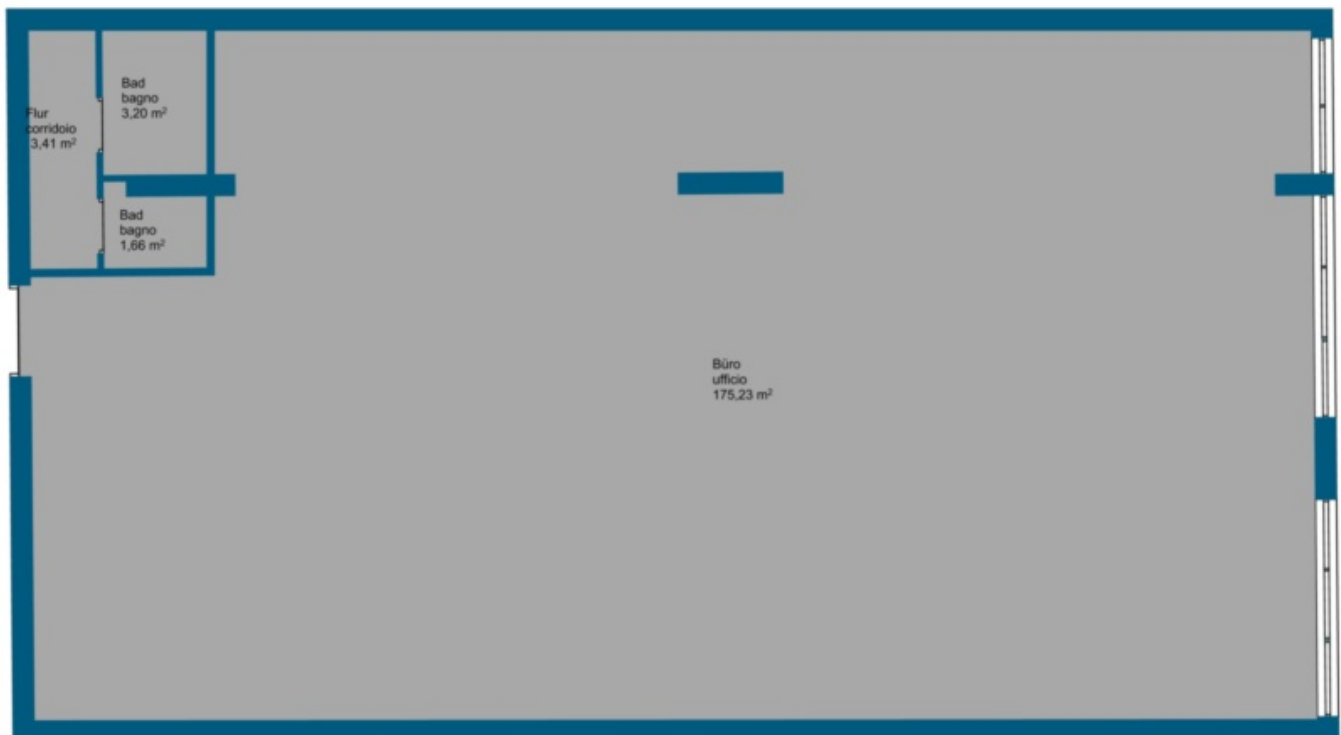 Bad
bagno
3,20 m²
Flur
corridoio
3,41 m²
Bad
bagno
1,66 m²
Büro
ufficio
175,23 m²